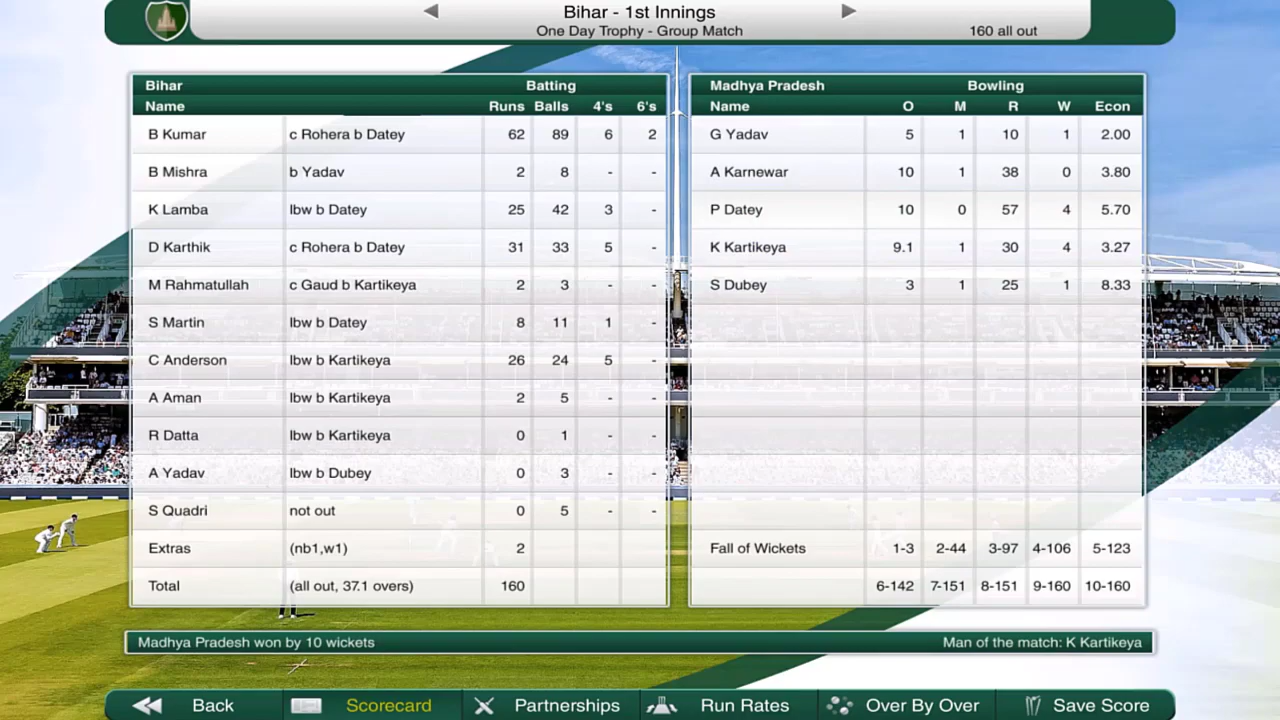 Bihar - 1st Innings
One Day Trophy - Group Match 160 all out
Bihar Batting
Name Runs Balls 4's 6's
B Kumar c Rohera b Datey 62 89 6 2
B Mishra b Yadav 2 8 - -
K Lamba lbw b Datey 25 42 3 -
D Karthik c Rohera b Datey 31 33 5 -
M Rahmatullah c Gaud b Kartikeya 2 3 - -
S Martin lbw b Datey 8 11 1 -
C Anderson lbw b Kartikeya 26 24 5 -
A Aman lbw b Kartikeya 2 5 - -
R Datta lbw b Kartikeya 0 1 - -
A Yadav lbw b Dubey 0 3 - -
S Quadri not out 0 5 - -
Extras (nb1,w1) 2
Total (all out, 37.1 overs) 160
Madhya Pradesh Bowling
Name O M R W Econ
G Yadav 5 1 10 1 2.00
A Karnewar 10 1 38 0 3.80
P Datey 10 0 57 4 5.70
K Kartikeya 9.1 1 30 4 3.27
S Dubey 3 1 25 1 8.33
Fall of Wickets 1-3 2-44 3-97 4-106 5-123
6-142 7-151 8-151 9-160 10-160
Madhya Pradesh won by 10 wickets Man of the match: K Kartikeya
Back Scorecard Partnerships Run Rates Over By Over Save Score